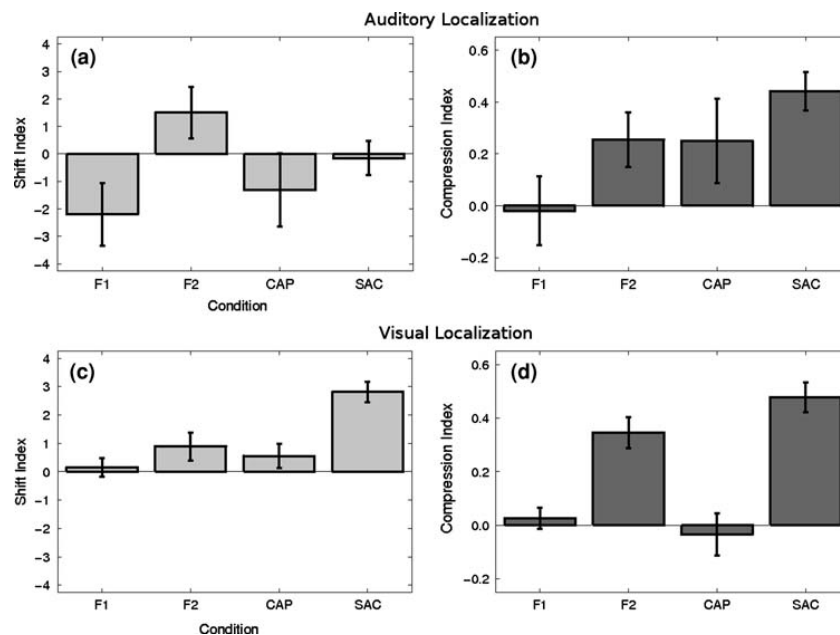 Auditory Localization
(a)
Shift Index
4
3
2
1
0
−1
−2
−3
−4
F1 F2 CAP SAC
Condition
(b)
Compression Index
0.6
0.4
0.2
0.0
−0.2
F1 F2 CAP SAC
Visual Localization
(c)
Shift Index
4
3
2
1
0
−1
−2
−3
−4
F1 F2 CAP SAC
Condition
(d)
Compression Index
0.6
0.4
0.2
0.0
−0.2
F1 F2 CAP SAC